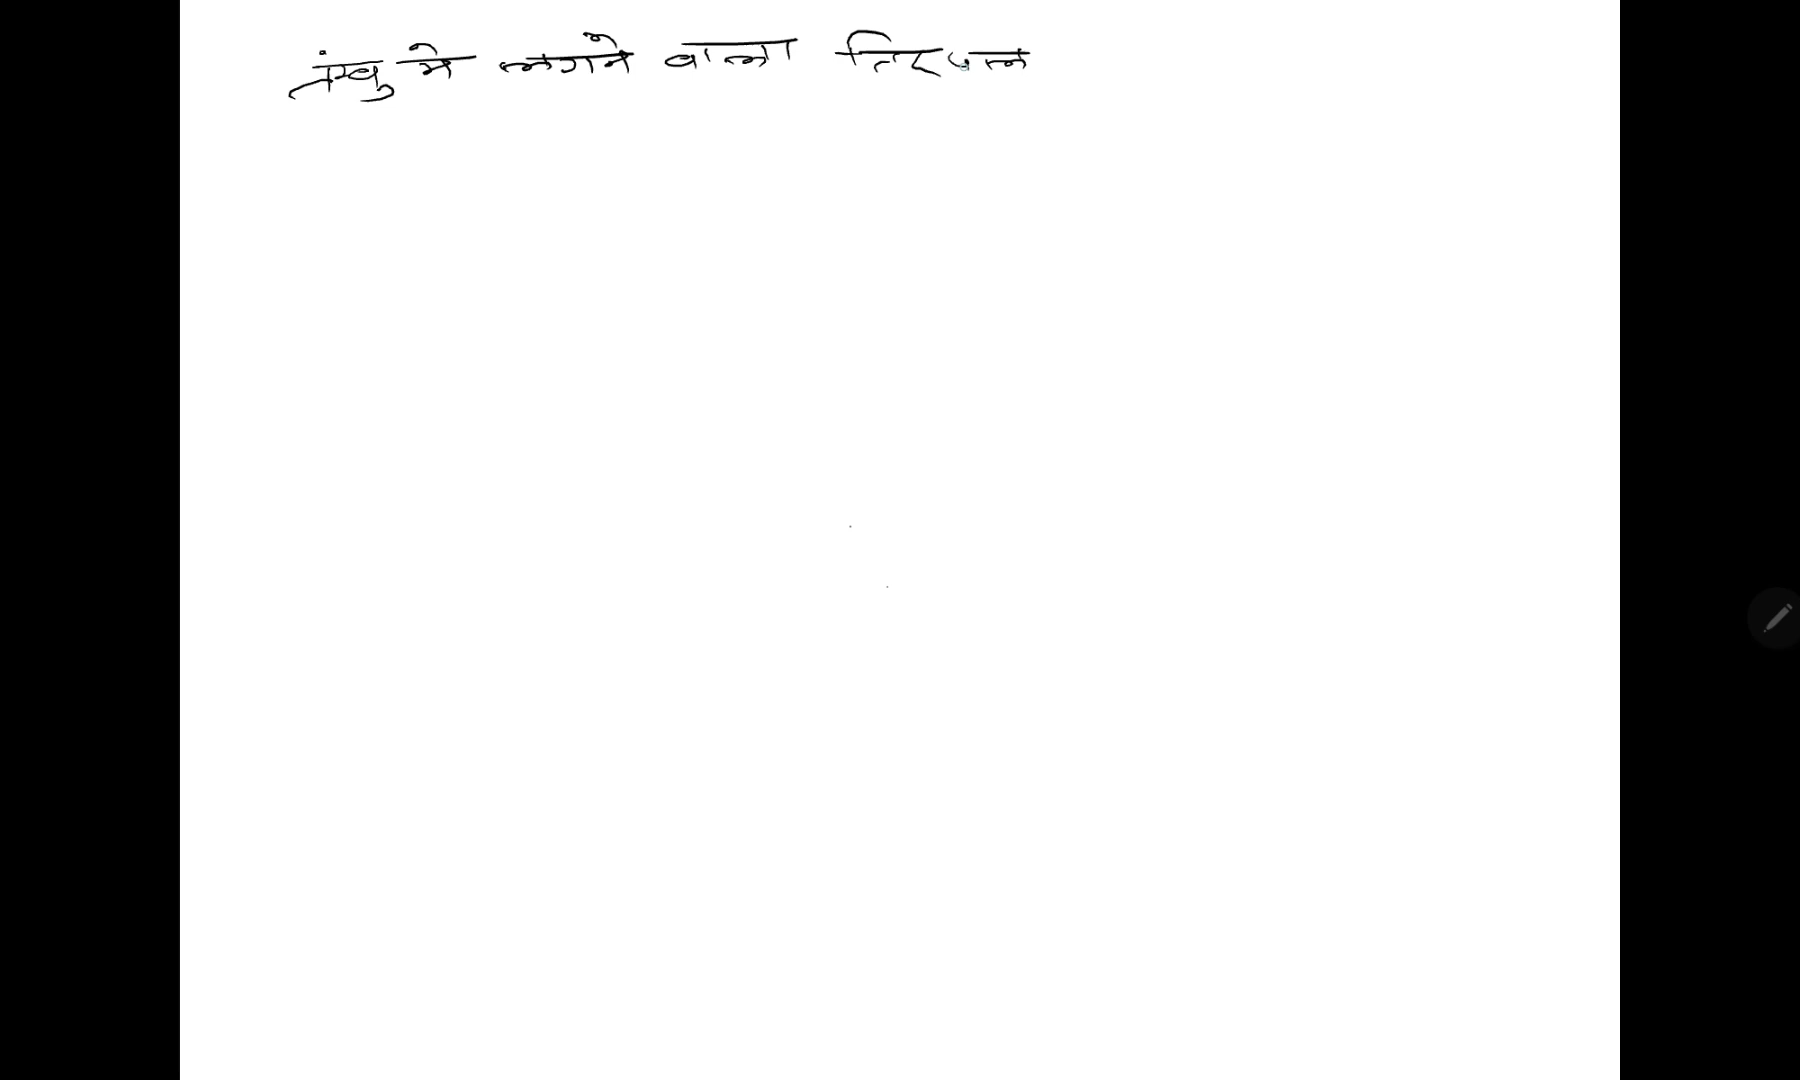 तंम्बु मे लगने वाला तिरपाल